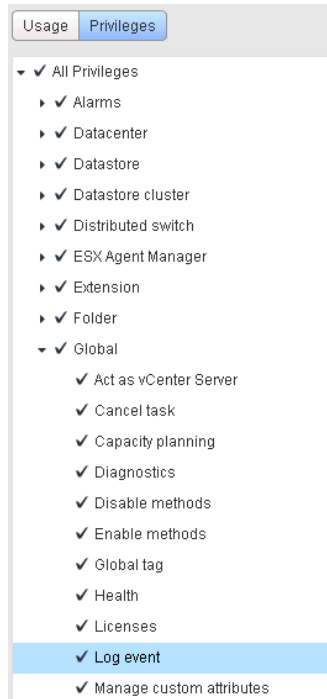 Usage Privileges
All Privileges
Alarms
Datacenter
Datastore
Datastore cluster
Distributed switch
ESX Agent Manager
Extension
Folder
Global
Act as vCenter Server
Cancel task
Capacity planning
Diagnostics
Disable methods
Enable methods
Global tag
Health
Licenses
Log event
Manage custom attributes